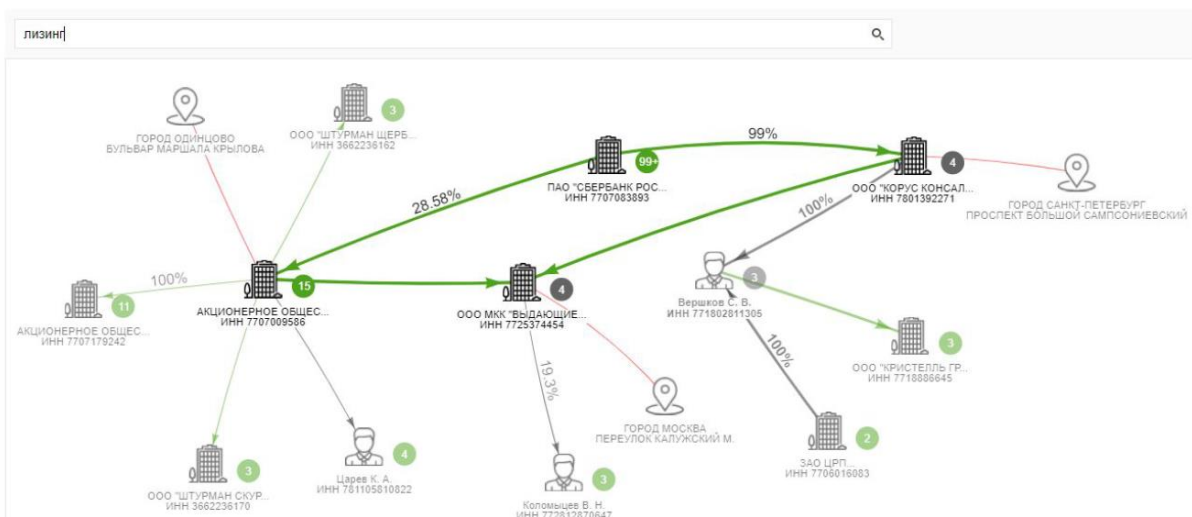 лизинг
3
ГОРОД ОДИНЦОВО
БУЛЬВАР МАРШАЛА КРЫЛОВА
ООО "ШТУРМАН ЩЕРБ...
ИНН 3662236162
99%
99+
ПАО "СБЕРБАНК РОС...
ИНН 7707083893
4
ООО "КОРУС КОНСАЛ...
ИНН 7801392271
ГОРОД САНКТ-ПЕТЕРБУРГ
ПРОСПЕКТ БОЛЬШОЙ САМПСОНИЕВСКИЙ
28.58%
100%
100%
11
АКЦИОНЕРНОЕ ОБЩЕС...
ИНН 7707179242
15
АКЦИОНЕРНОЕ ОБЩЕС...
ИНН 7707009586
4
ООО МКК "ВЫДАЮЩИЕ...
ИНН 7725374454
3
Вершков С. В.
ИНН 771802811305
100%
3
ООО "КРИСТЕЛЛЬ ГР...
ИНН 7718886645
19.3%
ГОРОД МОСКВА
ПЕРЕУЛОК КАЛУЖСКИЙ М.
2
ЗАО ЦРП...
ИНН 7706016083
3
ООО "ШТУРМАН СКУР...
ИНН 3662236170
4
Царев К. А.
ИНН 781105810822
3
Коломыцев В. Н.
ИНН 772812870647